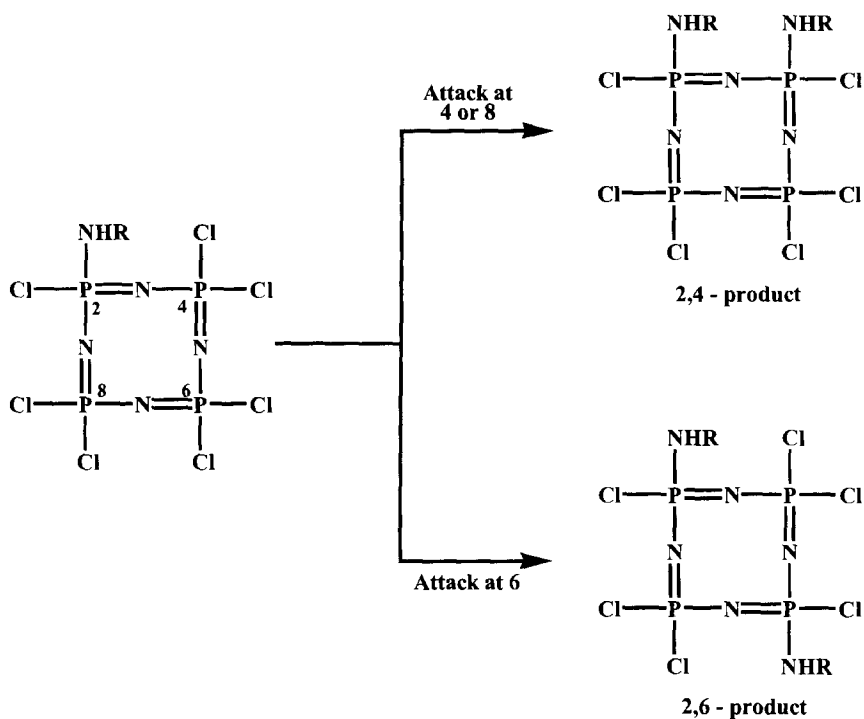 NHR NHR
Cl—P=N—P—Cl
Attack at
4 or 8
N N
Cl—P—N=P—Cl
Cl Cl
2,4 - product
NHR Cl
Cl—P=N—P—Cl
2 4
N N
8 6
Cl—P—N=P—Cl
Cl Cl
NHR Cl
Cl—P=N—P—Cl
N N
Attack at 6
Cl—P—N=P—Cl
Cl NHR
2,6 - product